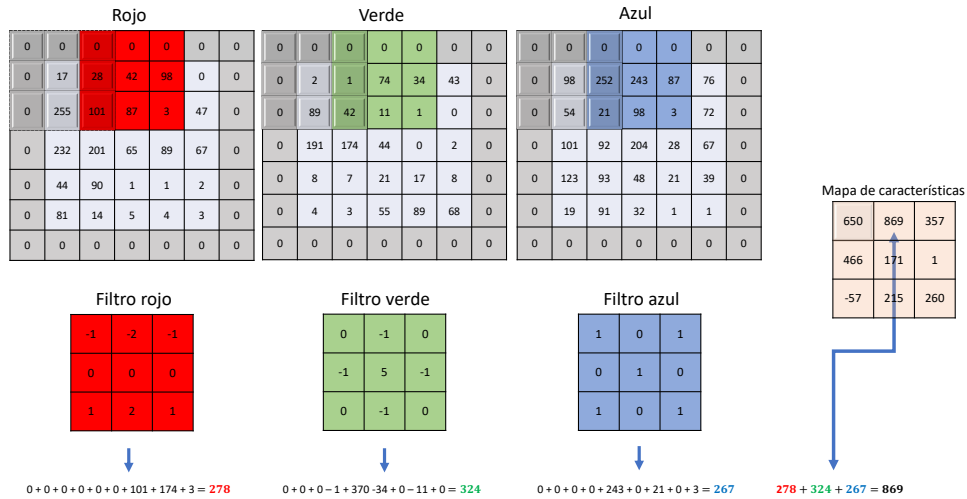 Rojo Verde Azul
0 0 0 0 0 0 0 0 0 0 0 0 0 0 0 0 0 0 0 0 0
0 17 28 42 98 0 0 0 2 1 74 34 43 0 0 98 252 243 87 76 0
0 255 101 87 3 47 0 0 89 42 11 1 0 0 0 54 21 98 3 72 0
0 232 201 65 89 67 0 0 191 174 44 0 2 0 0 101 92 204 28 67 0
0 44 90 1 1 2 0 0 8 7 21 17 8 0 0 123 93 48 21 39 0
0 81 14 5 4 3 0 0 4 3 55 89 68 0 0 19 91 32 1 1 0
0 0 0 0 0 0 0 0 0 0 0 0 0 0 0 0 0 0 0 0 0
Mapa de características
650 869 357
466 171 1
-57 215 260
Filtro rojo Filtro verde Filtro azul
-1 -2 -1 0 -1 0 1 0 1
0 0 0 -1 5 -1 0 1 0
1 2 1 0 -1 0 1 0 1
0 + 0 + 0 + 0 + 0 + 0 + 101 + 174 + 3 = 278 0 + 0 + 0 – 1 + 370 -34 + 0 - 11 + 0 = 324 0 + 0 + 0 + 0 + 243 + 0 + 21 + 0 + 3 = 267 278 + 324 + 267 = 869